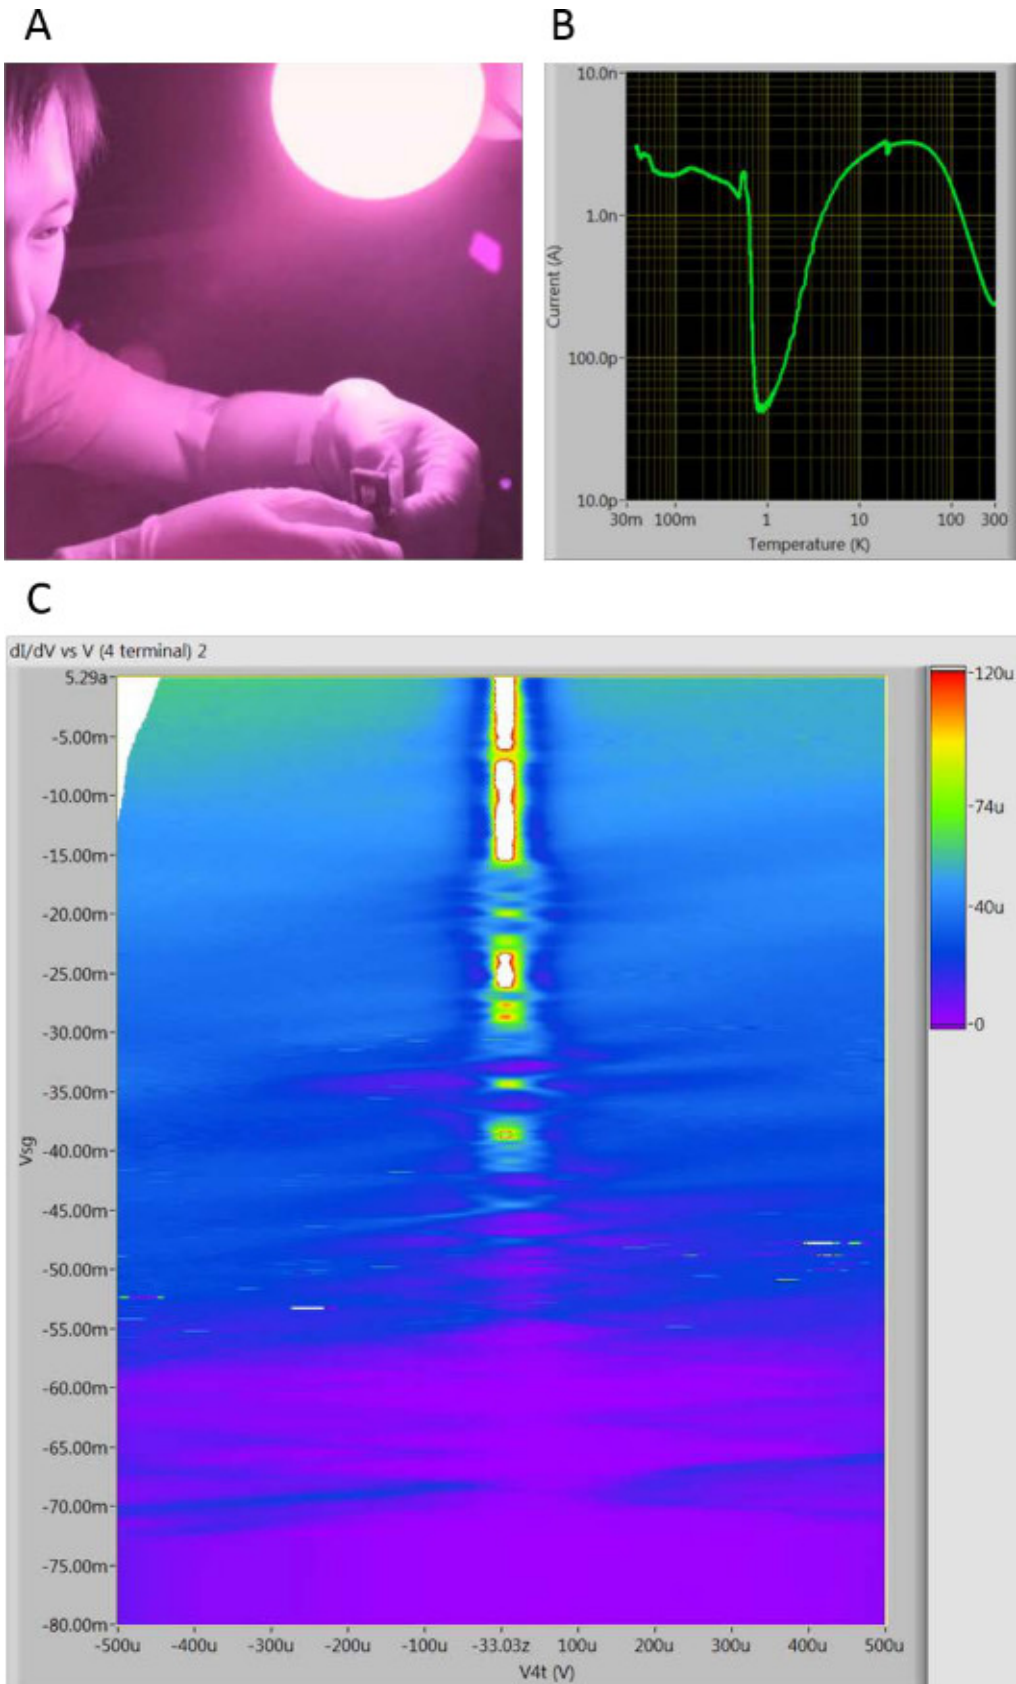 A
B
10.0n
1.0n
100.0p
10.0p
Current (A)
30m 100m 1 10 100 300
Temperature (K)
C
dI/dV vs V (4 terminal) 2
5.29a
-5.00m
-10.00m
-15.00m
-20.00m
-25.00m
-30.00m
-35.00m
-40.00m
-45.00m
-50.00m
-55.00m
-60.00m
-65.00m
-70.00m
-75.00m
-80.00m
Vsg
-500u -400u -300u -200u -100u -33.03z 100u 200u 300u 400u 500u
V4t (V)
-120u
-74u
-40u
-0